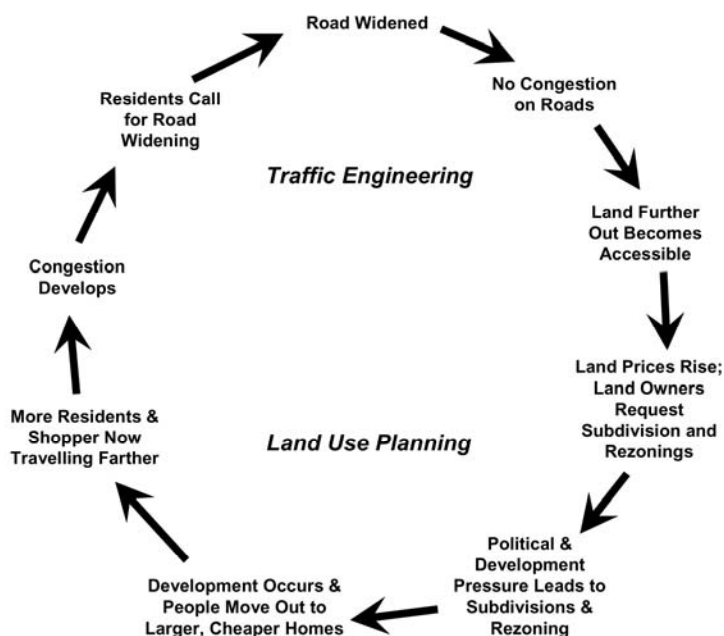 Road Widened
No Congestion
on Roads
Land Further
Out Becomes
Accessible
Land Prices Rise;
Land Owners
Request
Subdivision and
Rezonings
Political &
Development
Pressure Leads to
Subdivisions &
Rezoning
Development Occurs &
People Move Out to
Larger, Cheaper Homes
More Residents &
Shopper Now
Travelling Farther
Congestion
Develops
Residents Call
for Road
Widening
Traffic Engineering
Land Use Planning